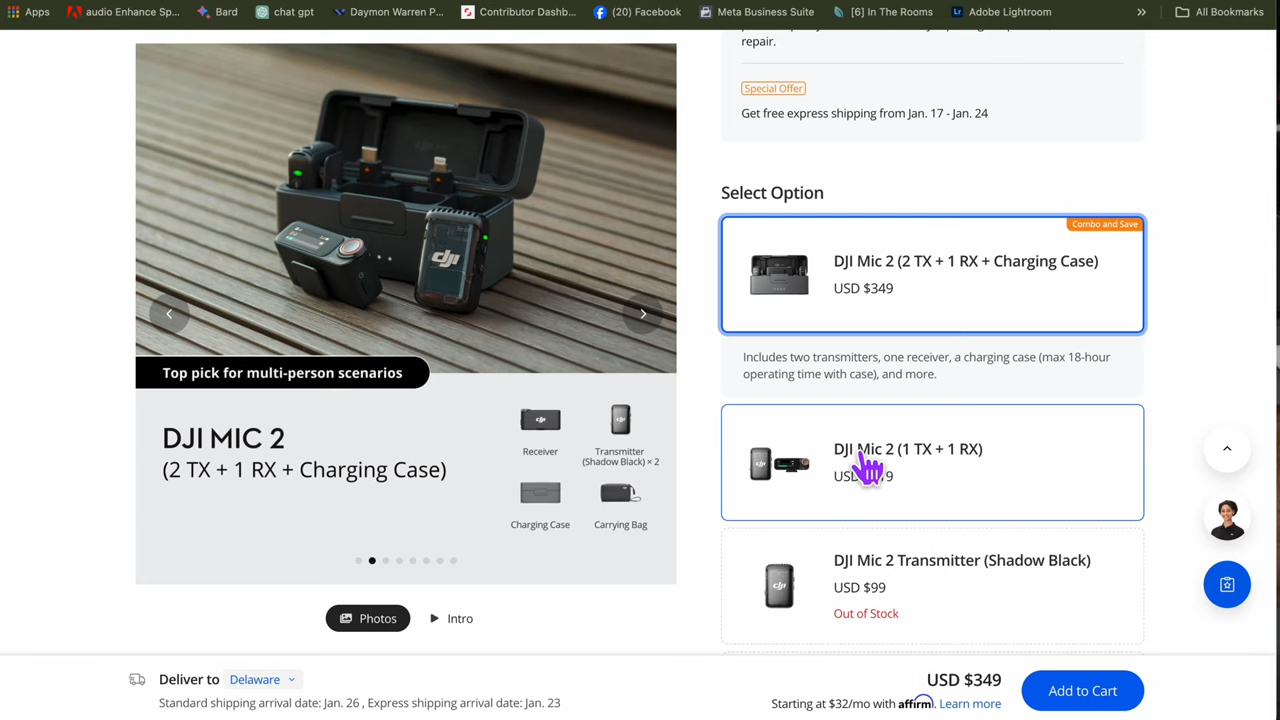 Apps
audio Enhance Sp...
Bard
chat gpt
Daymon Warren P...
Contributor Dashb...
(20) Facebook
Meta Business Suite
[6] In The Rooms
Lr
Adobe Lightroom
»
All Bookmarks
repair.
Special Offer
Get free express shipping from Jan. 17 - Jan. 24
Select Option
Combo and Save
DJI Mic 2 (2 TX + 1 RX + Charging Case)
USD $349
Includes two transmitters, one receiver, a charging case (max 18-hour
operating time with case), and more.
DJI Mic 2 (1 TX + 1 RX)
DJI Mic 2 Transmitter (Shadow Black)
USD $99
Out of Stock
dji
Top pick for multi-person scenarios
DJI MIC 2
(2 TX + 1 RX + Charging Case)
Receiver
Transmitter
(Shadow Black) × 2
Charging Case
Carrying Bag
Photos
Intro
Deliver to Delaware
Standard shipping arrival date: Jan. 26 , Express shipping arrival date: Jan. 23
USD $349
Starting at $32/mo with affirm. Learn more
Add to Cart